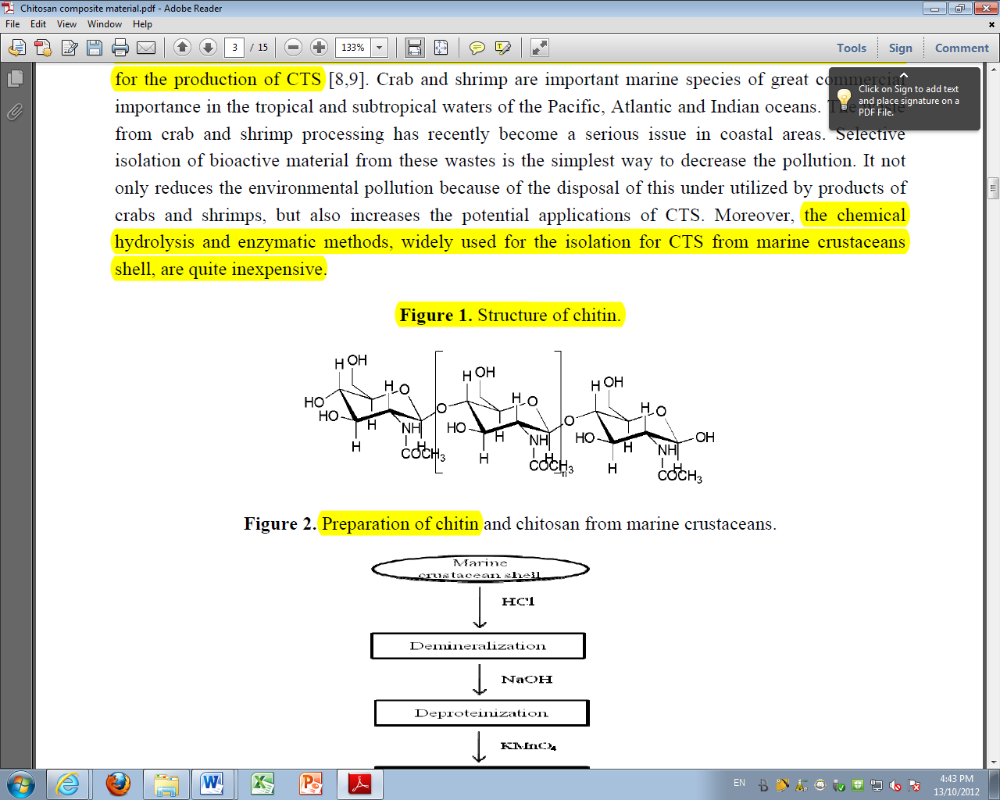 Chitosan composite material.pdf - Adobe Reader
File Edit View Window Help
3 / 15 133% Tools Sign Comment
for the production of CTS [8,9]. Crab and shrimp are important marine species of great commercial
Click on Sign to add text
and place signature on a
PDF File.
importance in the tropical and subtropical waters of the Pacific, Atlantic and Indian oceans. The waste
from crab and shrimp processing has recently become a serious issue in coastal areas. Selective
isolation of bioactive material from these wastes is the simplest way to decrease the pollution. It not
only reduces the environmental pollution because of the disposal of this under utilized by products of
crabs and shrimps, but also increases the potential applications of CTS. Moreover, the chemical
hydrolysis and enzymatic methods, widely used for the isolation for CTS from marine crustaceans
shell, are quite inexpensive.
Figure 1. Structure of chitin.
H OH H O HO HO H H NH H COCH3 O
H OH H O HO H H NH H COCH3 n O
H OH H O HO H H NH H COCH3 OH
Figure 2. Preparation of chitin and chitosan from marine crustaceans.
Marine
crustacean shell
HCl
Demineralization
NaOH
Deproteinization
KMnO4
EN
4:43 PM
13/10/2012